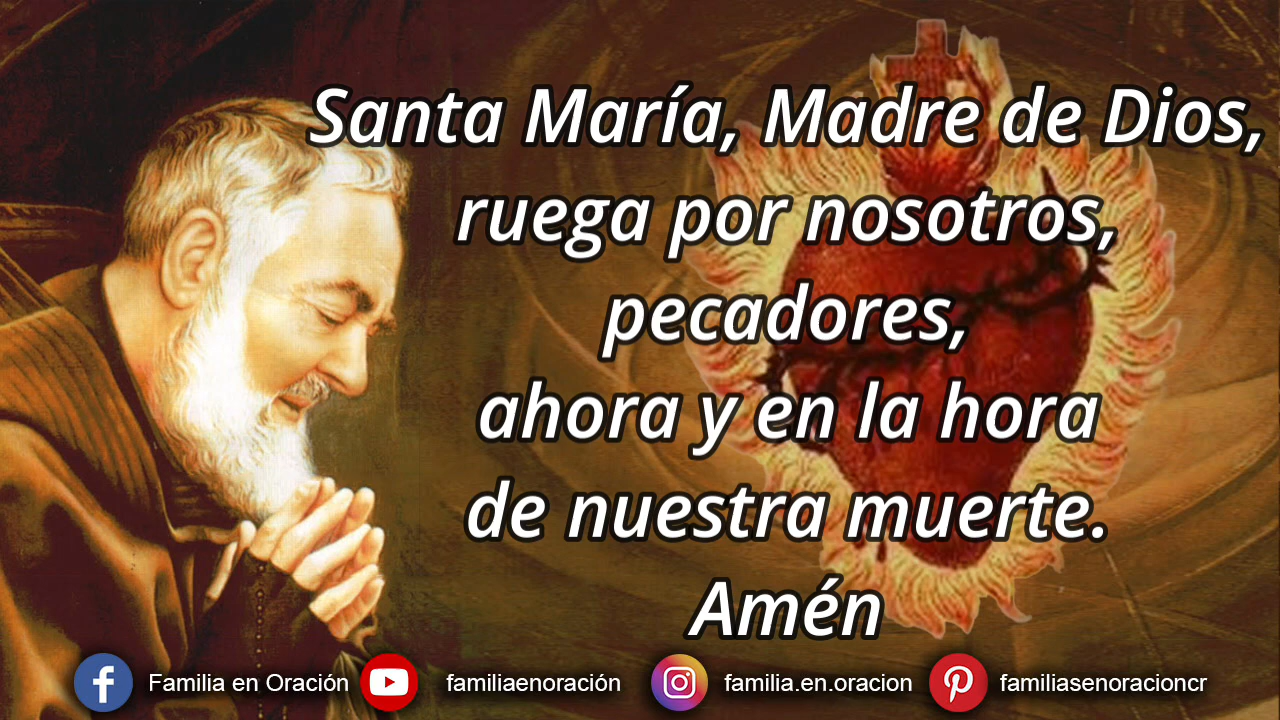 Santa María, Madre de Dios,
ruega por nosotros,
pecadores,
ahora y en la hora
de nuestra muerte.
Amén
Familia en Oración familiaenoración familia.en.oracion familiasenoracioncr